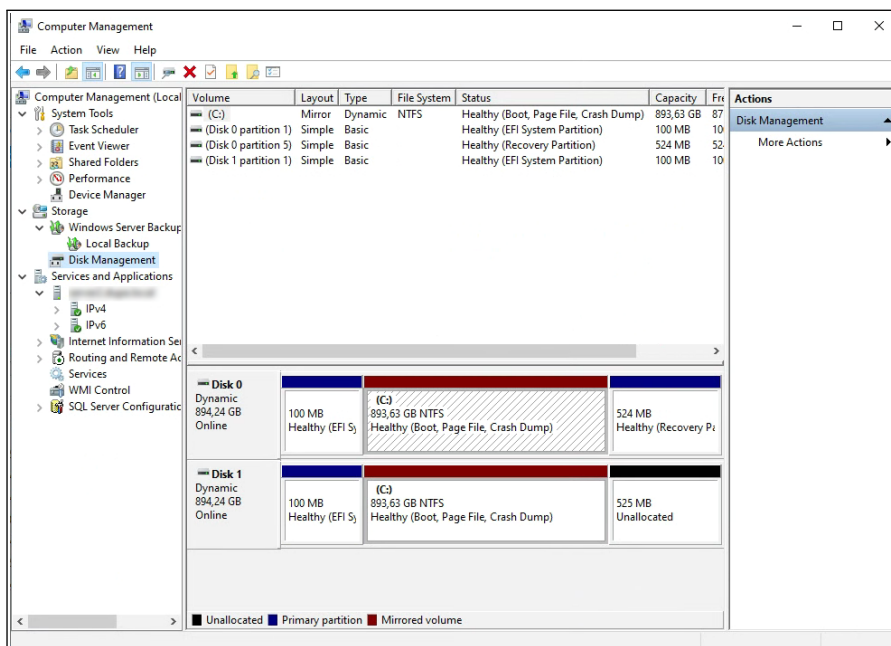 Computer Management
File Action View Help
Computer Management (Local
System Tools
Task Scheduler
Event Viewer
Shared Folders
Performance
Device Manager
Storage
Windows Server Backup
Local Backup
Disk Management
Services and Applications
IPv4
IPv6
Internet Information Se
Routing and Remote Ac
Services
WMI Control
SQL Server Configuratic
Volume Layout Type File System Status Capacity Fre
(C:) Mirror Dynamic NTFS Healthy (Boot, Page File, Crash Dump) 893,63 GB 87
(Disk 0 partition 1) Simple Basic Healthy (EFI System Partition) 100 MB 10
(Disk 0 partition 5) Simple Basic Healthy (Recovery Partition) 524 MB 52
(Disk 1 partition 1) Simple Basic Healthy (EFI System Partition) 100 MB 10
Disk 0
Dynamic
894,24 GB
Online
100 MB
Healthy (EFI Sy
(C:)
893,63 GB NTFS
Healthy (Boot, Page File, Crash Dump)
524 MB
Healthy (Recovery Pa
Disk 1
Dynamic
894,24 GB
Online
100 MB
Healthy (EFI Sy
(C:)
893,63 GB NTFS
Healthy (Boot, Page File, Crash Dump)
525 MB
Unallocated
Unallocated Primary partition Mirrored volume
Actions
Disk Management
More Actions